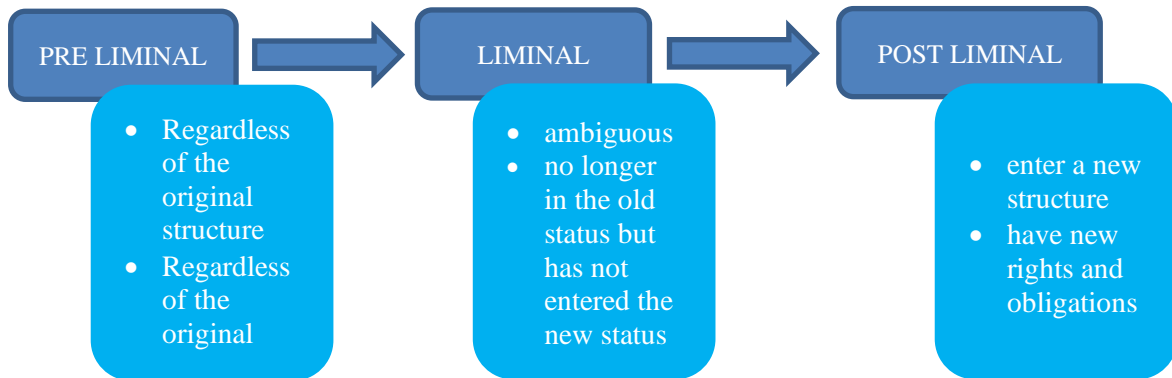 PRE LIMINAL
LIMINAL
POST LIMINAL
• Regardless
of the
original
structure
• Regardless
of the
original
• ambiguous
• no longer
in the old
status but
has not
entered the
new status
• enter a new
structure
• have new
rights and
obligations